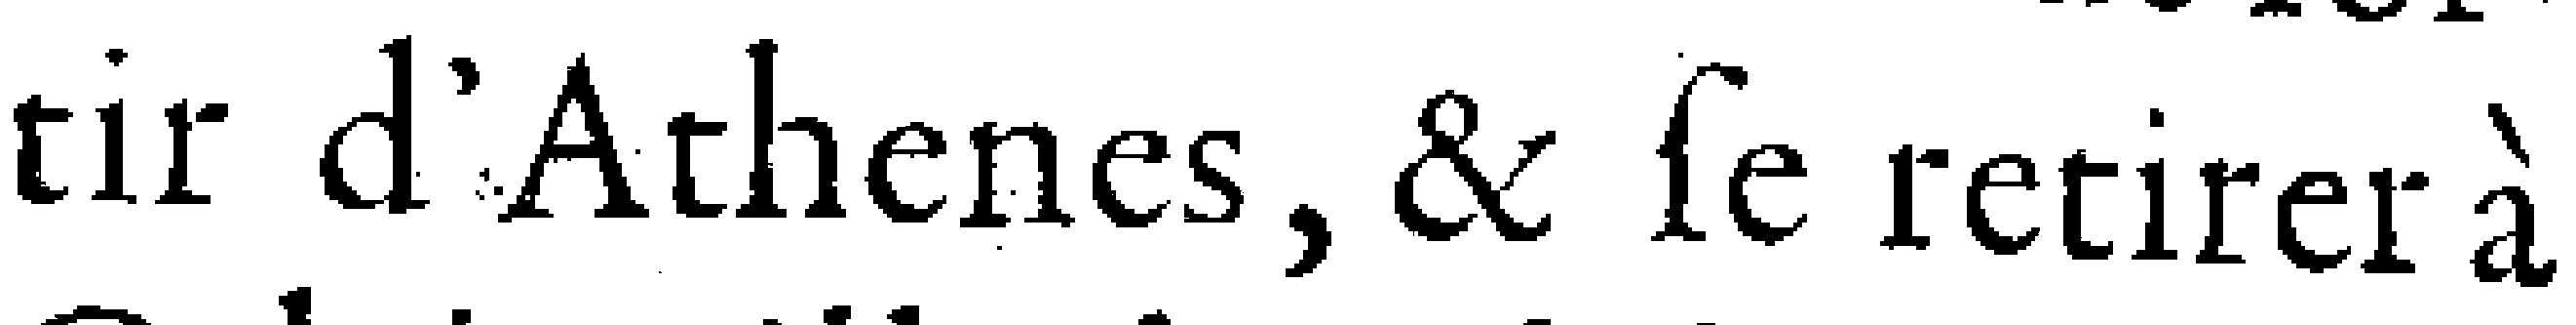 tir d'Athenes, & ſe retirer à